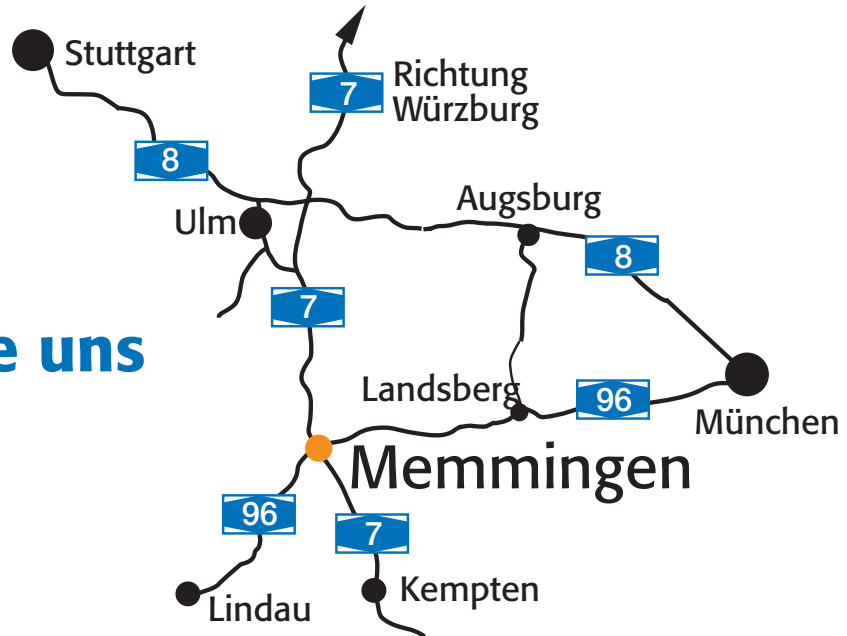 Stuttgart
7
Richtung
Würzburg
8
Augsburg
Ulm
8
7
e uns
Landsberg
96
München
Memmingen
96
7
Kempten
Lindau